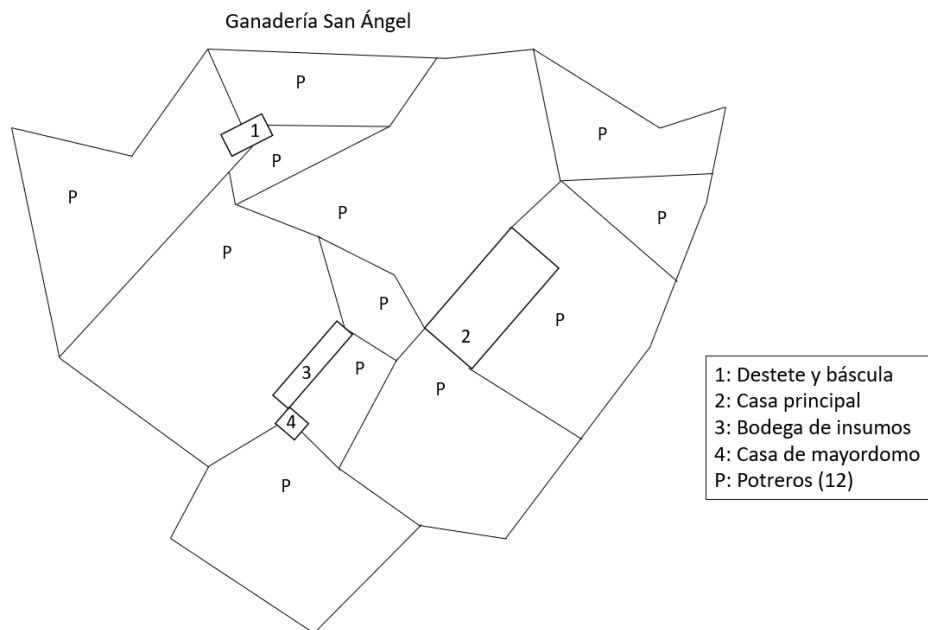 Ganadería San Ángel
P
P
1
P
P
P
P
P
P
P
2
P
3
P
4
P
1: Destete y báscula
2: Casa principal
3: Bodega de insumos
4: Casa de mayordomo
P: Potreros (12)